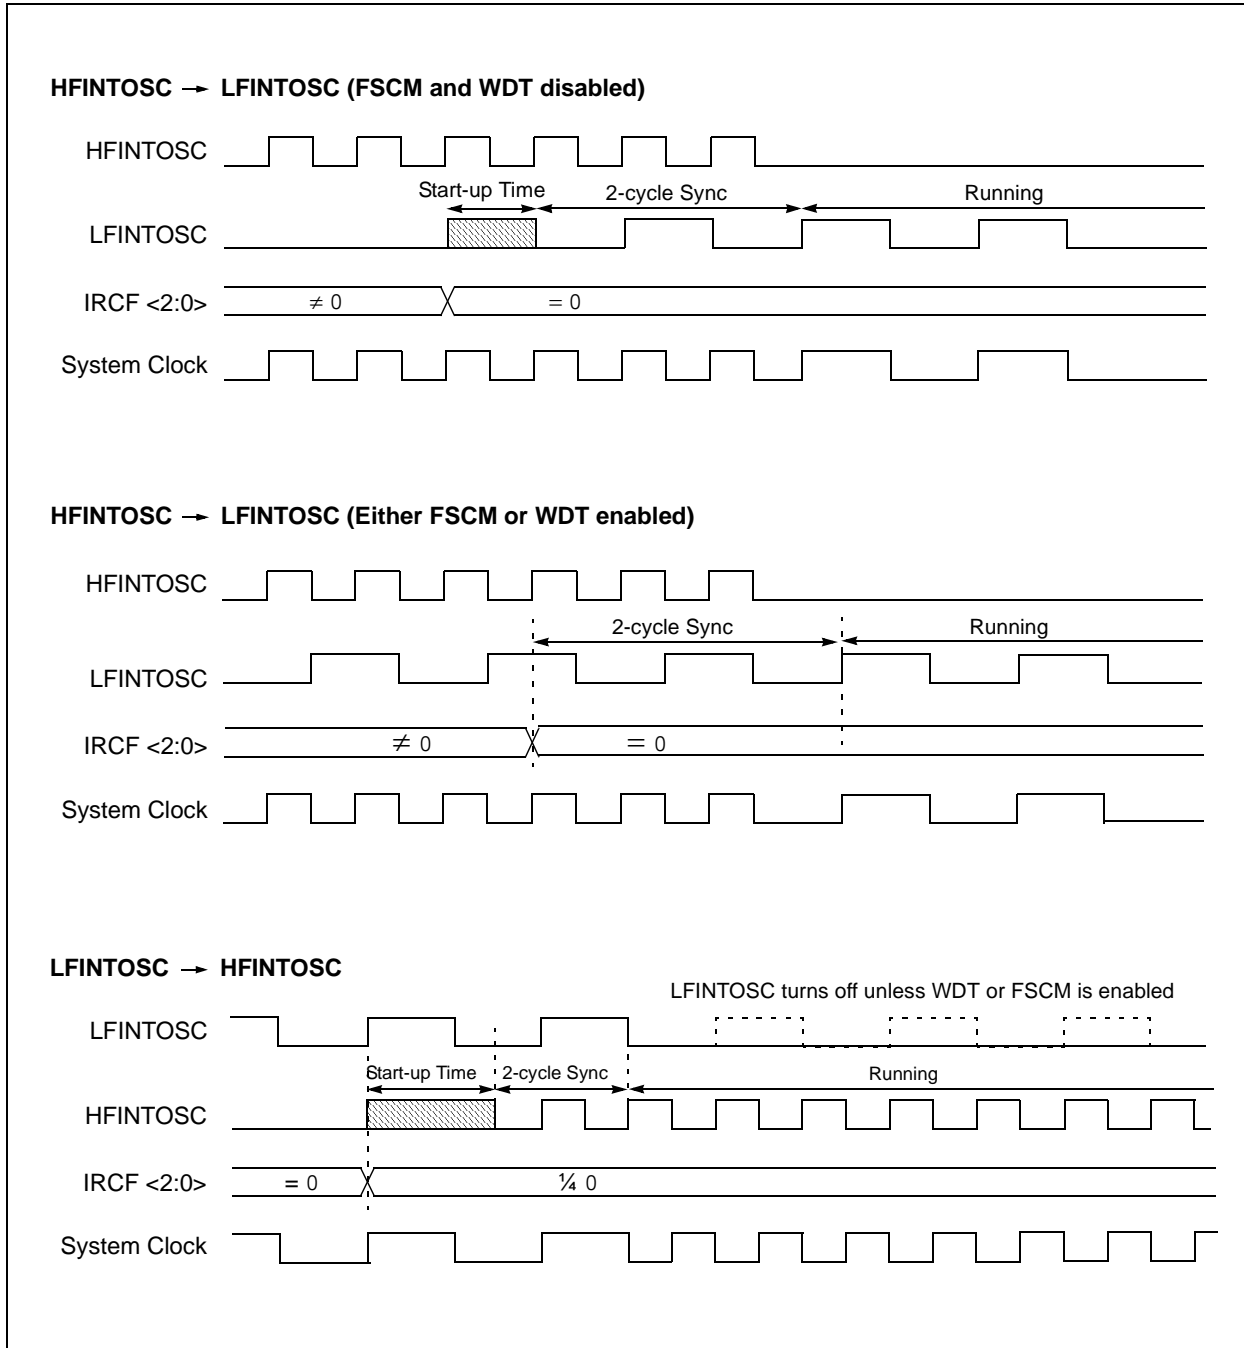 HFINTOSC → LFINTOSC (FSCM and WDT disabled)
HFINTOSC
Start-up Time 2-cycle Sync Running
LFINTOSC
IRCF <2:0> ≠ 0 = 0
System Clock
HFINTOSC → LFINTOSC (Either FSCM or WDT enabled)
HFINTOSC
2-cycle Sync Running
LFINTOSC
IRCF <2:0> ≠ 0 = 0
System Clock
LFINTOSC → HFINTOSC
LFINTOSC turns off unless WDT or FSCM is enabled
LFINTOSC
Start-up Time 2-cycle Sync Running
HFINTOSC
IRCF <2:0> = 0 ¼ 0
System Clock